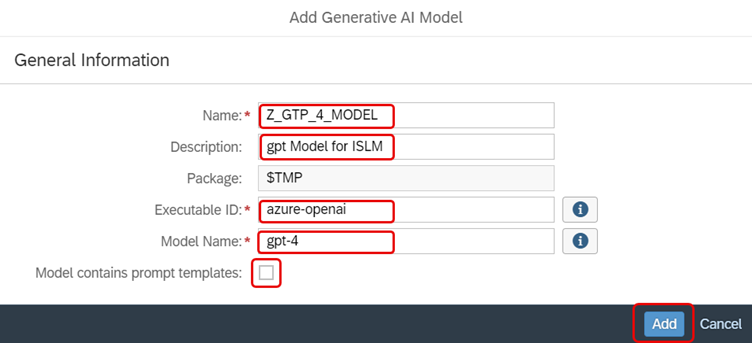 Add Generative AI Model
General Information
Name:* Z_GTP_4_MODEL
Description: gpt Model for ISLM
Package: $TMP
Executable ID:* azure-openai
Model Name:* gpt-4
Model contains prompt templates:
Add Cancel